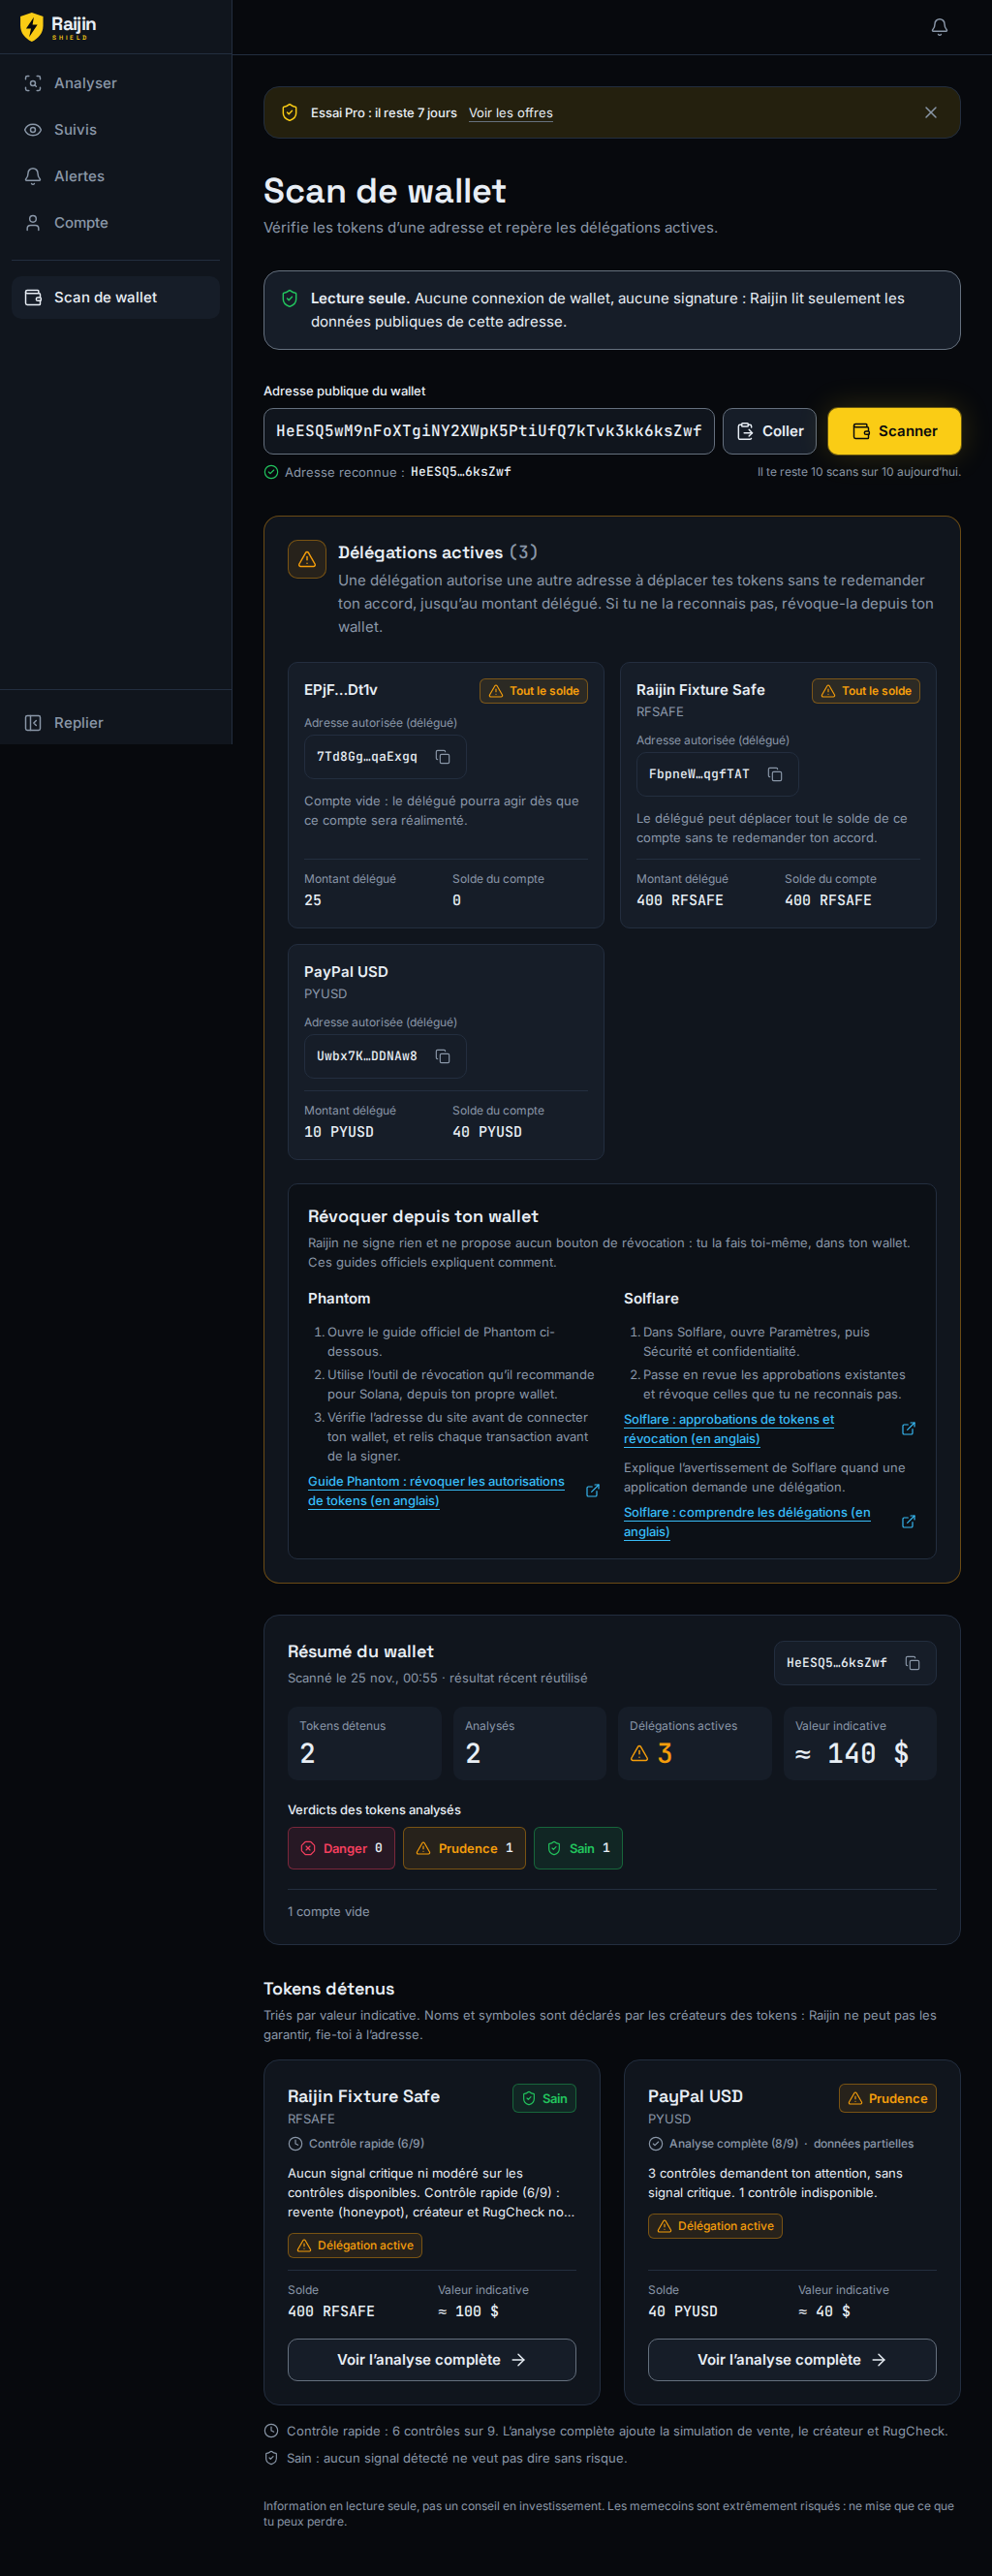 Raijin
SHIELD
Analyser
Suivis
Alertes
Compte
Scan de wallet
Replier
Essai Pro : il reste 7 jours Voir les offres
Scan de wallet
Vérifie les tokens d’une adresse et repère les délégations actives.
Lecture seule. Aucune connexion de wallet, aucune signature : Raijin lit seulement les
données publiques de cette adresse.
Adresse publique du wallet
HeESQ5wM9nFoXTgiNY2XWpK5PtiUfQ7kTvk3kk6ksZwf
Coller
Scanner
Adresse reconnue : HeESQ5…6ksZwf
Il te reste 10 scans sur 10 aujourd’hui.
Délégations actives (3)
Une délégation autorise une autre adresse à déplacer tes tokens sans te redemander
ton accord, jusqu’au montant délégué. Si tu ne la reconnais pas, révoque-la depuis ton
wallet.
EPjF…Dt1v
Tout le solde
Adresse autorisée (délégué)
7Td8Gg…qaExgq
Compte vide : le délégué pourra agir dès que
ce compte sera réalimenté.
Montant délégué Solde du compte
25 0
Raijin Fixture Safe
Tout le solde
RFSAFE
Adresse autorisée (délégué)
FbpneW…qgfTAT
Le délégué peut déplacer tout le solde de ce
compte sans te redemander ton accord.
Montant délégué Solde du compte
400 RFSAFE 400 RFSAFE
PayPal USD
PYUSD
Adresse autorisée (délégué)
Uwbx7K…DDNAw8
Montant délégué Solde du compte
10 PYUSD 40 PYUSD
Révoquer depuis ton wallet
Raijin ne signe rien et ne propose aucun bouton de révocation : tu la fais toi-même, dans ton wallet.
Ces guides officiels expliquent comment.
Phantom
1. Ouvre le guide officiel de Phantom ci-
dessous.
2. Utilise l’outil de révocation qu’il recommande
pour Solana, depuis ton propre wallet.
3. Vérifie l’adresse du site avant de connecter
ton wallet, et relis chaque transaction avant
de la signer.
Guide Phantom : révoquer les autorisations
de tokens (en anglais)
Solflare
1. Dans Solflare, ouvre Paramètres, puis
Sécurité et confidentialité.
2. Passe en revue les approbations existantes
et révoque celles que tu ne reconnais pas.
Solflare : approbations de tokens et
révocation (en anglais)
Explique l’avertissement de Solflare quand une
application demande une délégation.
Solflare : comprendre les délégations (en
anglais)
Résumé du wallet
Scanné le 25 nov., 00:55 · résultat récent réutilisé
HeESQ5…6ksZwf
Tokens détenus
2
Analysés
2
Délégations actives
3
Valeur indicative
≈ 140 $
Verdicts des tokens analysés
Danger 0
Prudence 1
Sain 1
1 compte vide
Tokens détenus
Triés par valeur indicative. Noms et symboles sont déclarés par les créateurs des tokens : Raijin ne peut pas les
garantir, fie-toi à l’adresse.
Raijin Fixture Safe
Sain
RFSAFE
Contrôle rapide (6/9)
Aucun signal critique ni modéré sur les
contrôles disponibles. Contrôle rapide (6/9) :
revente (honeypot), créateur et RugCheck no…
Délégation active
Solde Valeur indicative
400 RFSAFE ≈ 100 $
Voir l’analyse complète
PayPal USD
Prudence
PYUSD
Analyse complète (8/9) · données partielles
3 contrôles demandent ton attention, sans
signal critique. 1 contrôle indisponible.
Délégation active
Solde Valeur indicative
40 PYUSD ≈ 40 $
Voir l’analyse complète
Contrôle rapide : 6 contrôles sur 9. L’analyse complète ajoute la simulation de vente, le créateur et RugCheck.
Sain : aucun signal détecté ne veut pas dire sans risque.
Information en lecture seule, pas un conseil en investissement. Les memecoins sont extrêmement risqués : ne mise que ce que
tu peux perdre.